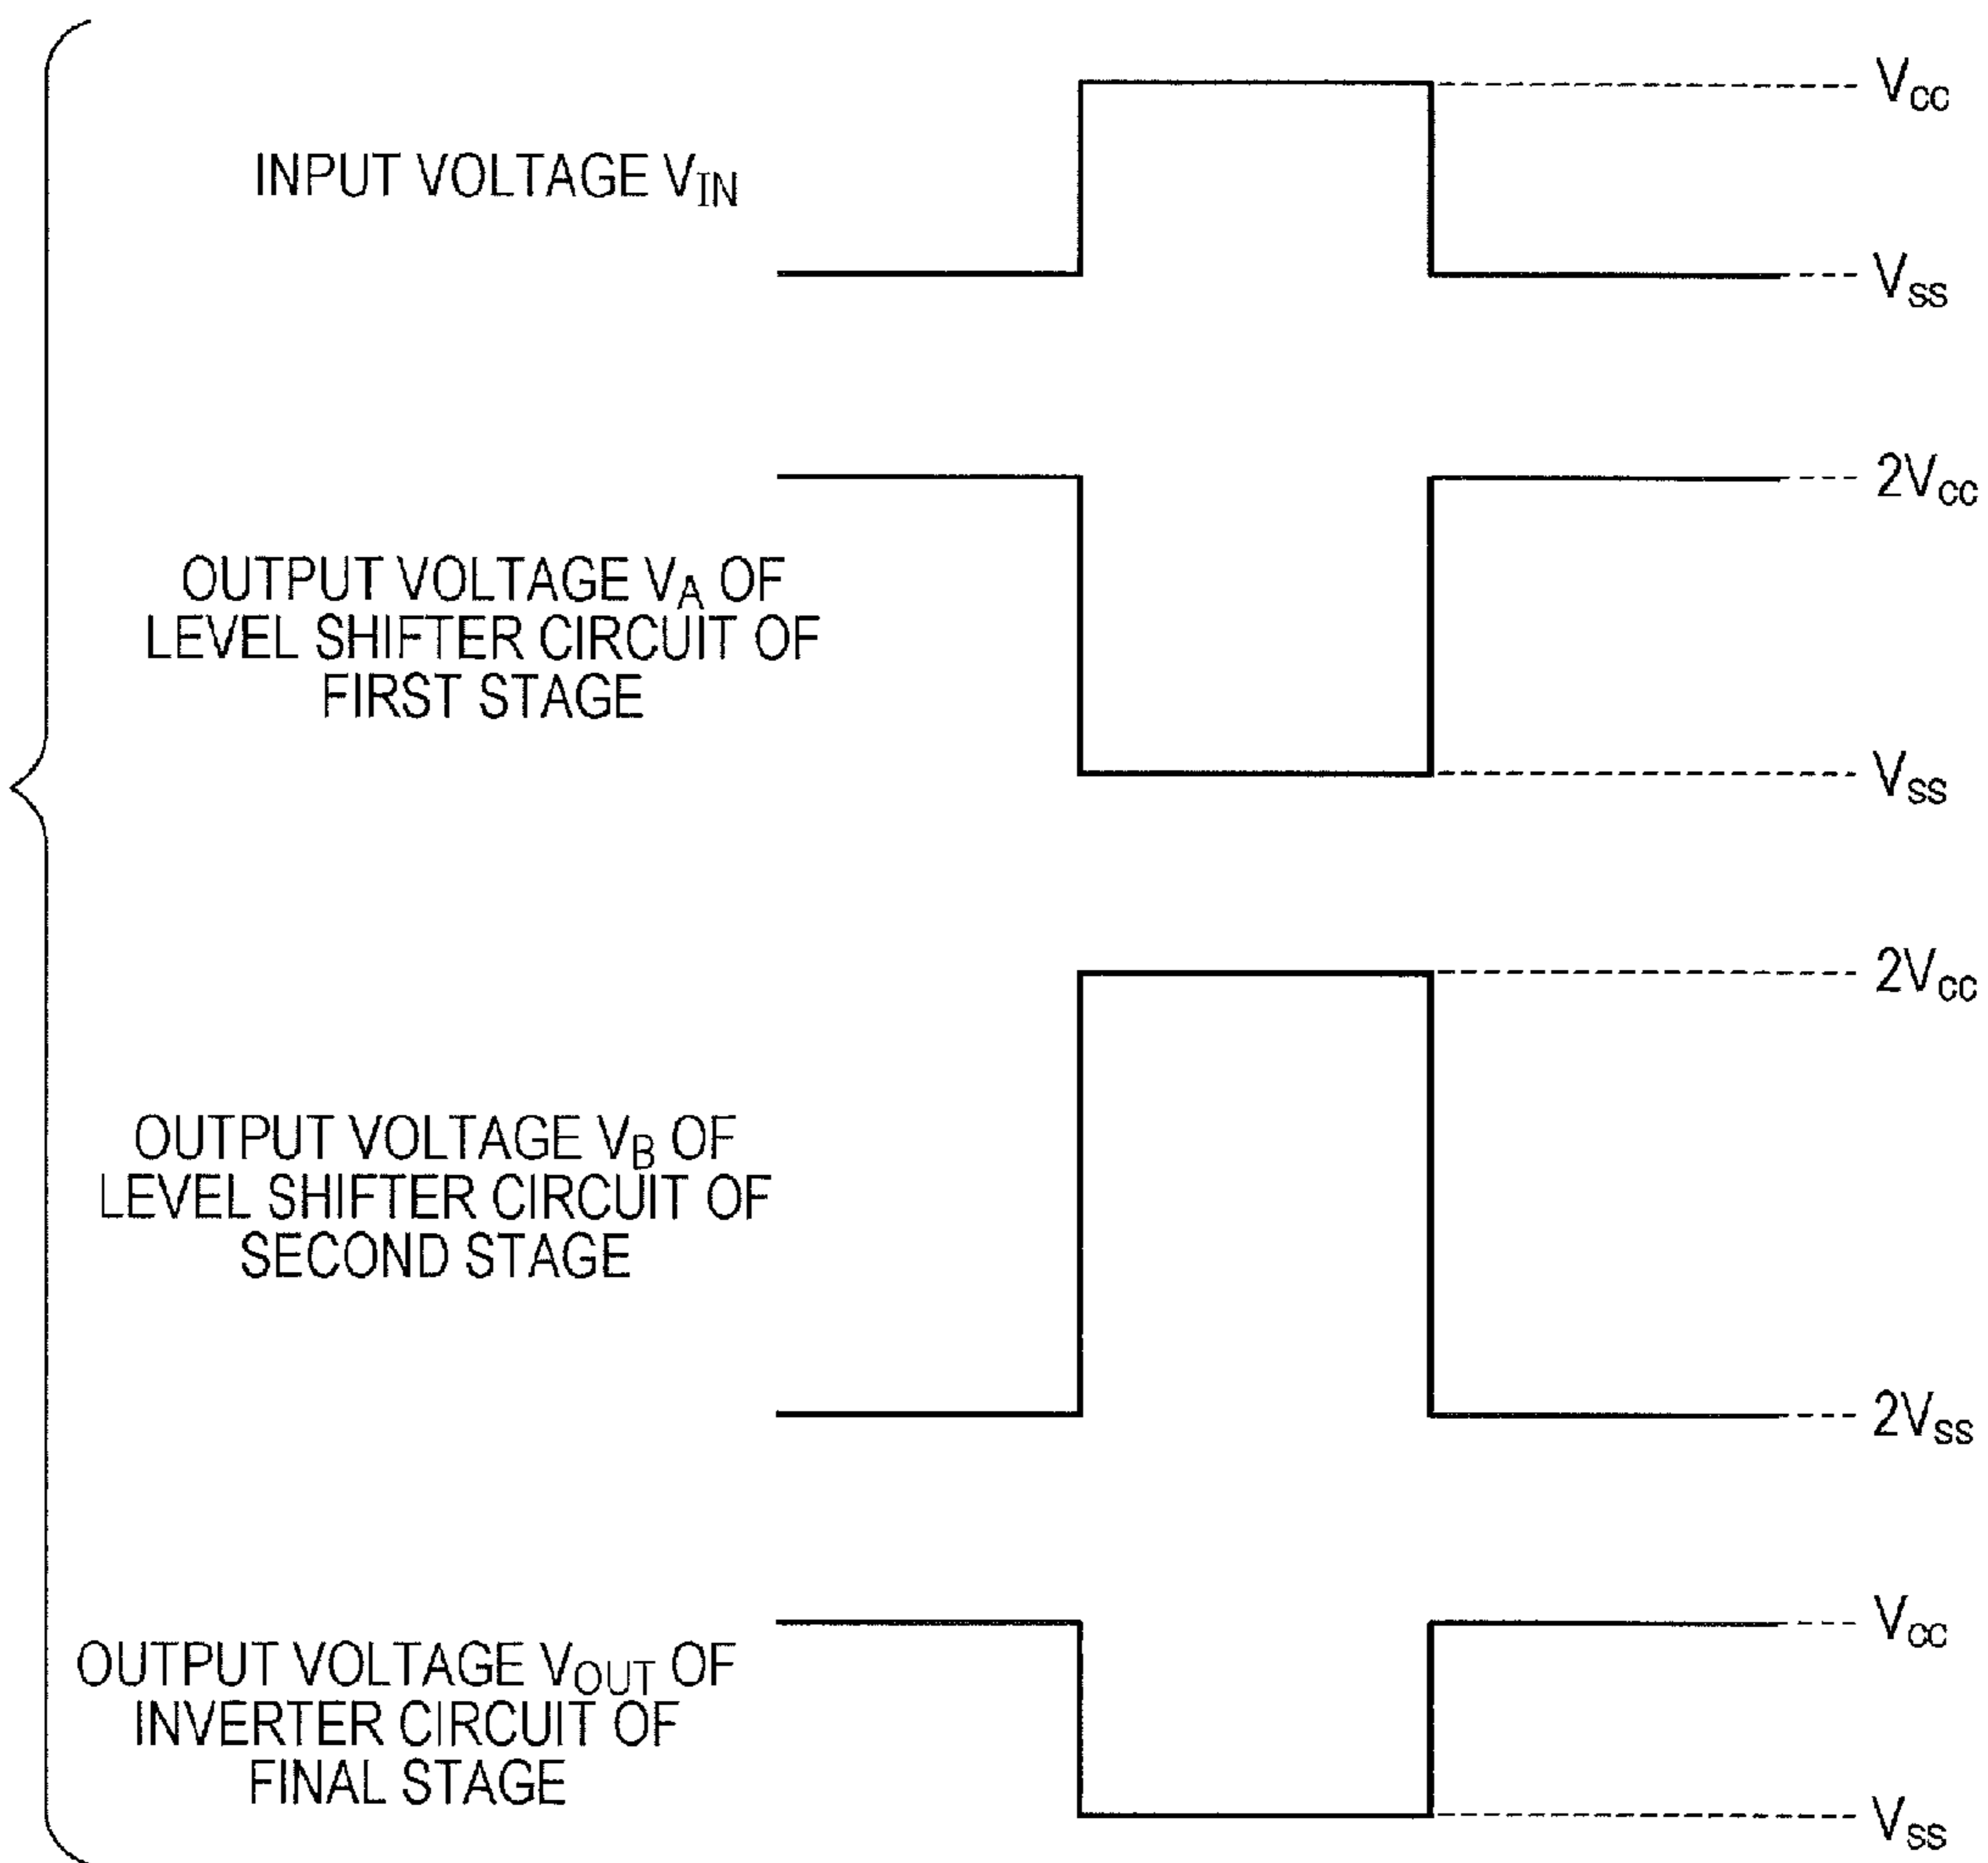 V_CC
INPUT VOLTAGE V_IN
V_SS
2V_CC
OUTPUT VOLTAGE V_A OF
LEVEL SHIFTER CIRCUIT OF
FIRST STAGE
V_SS
2V_CC
OUTPUT VOLTAGE V_B OF
LEVEL SHIFTER CIRCUIT OF
SECOND STAGE
2V_SS
V_CC
OUTPUT VOLTAGE V_OUT OF
INVERTER CIRCUIT OF
FINAL STAGE
V_SS